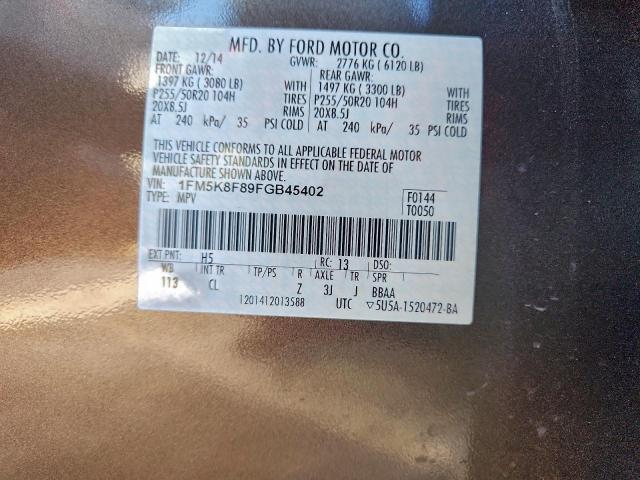 MFD. BY FORD MOTOR CO.
DATE: 12/14 GVWR: 2776 KG ( 6120 LB)
FRONT GAWR: REAR GAWR:
1397 KG ( 3080 LB) WITH 1497 KG ( 3300 LB) WITH
P255/50R20 104H TIRES P255/50R20 104H TIRES
20X8.5J RIMS 20X8.5J RIMS
AT 240 kPa/ 35 PSI COLD AT 240 kPa/ 35 PSI COLD
THIS VEHICLE CONFORMS TO ALL APPLICABLE FEDERAL MOTOR
VEHICLE SAFETY STANDARDS IN EFFECT ON THE DATE OF
MANUFACTURE SHOWN ABOVE.
VIN: 1FM5K8F89FGB45402 F0144
TYPE: MPV T0050
EXT PNT: H5 RC: 13 DSO:
WB INT TR TP/PS R AXLE TR SPR
113 CL Z 3J J BBAA
1201412013588 UTC ▽5U5A-1520472-BA